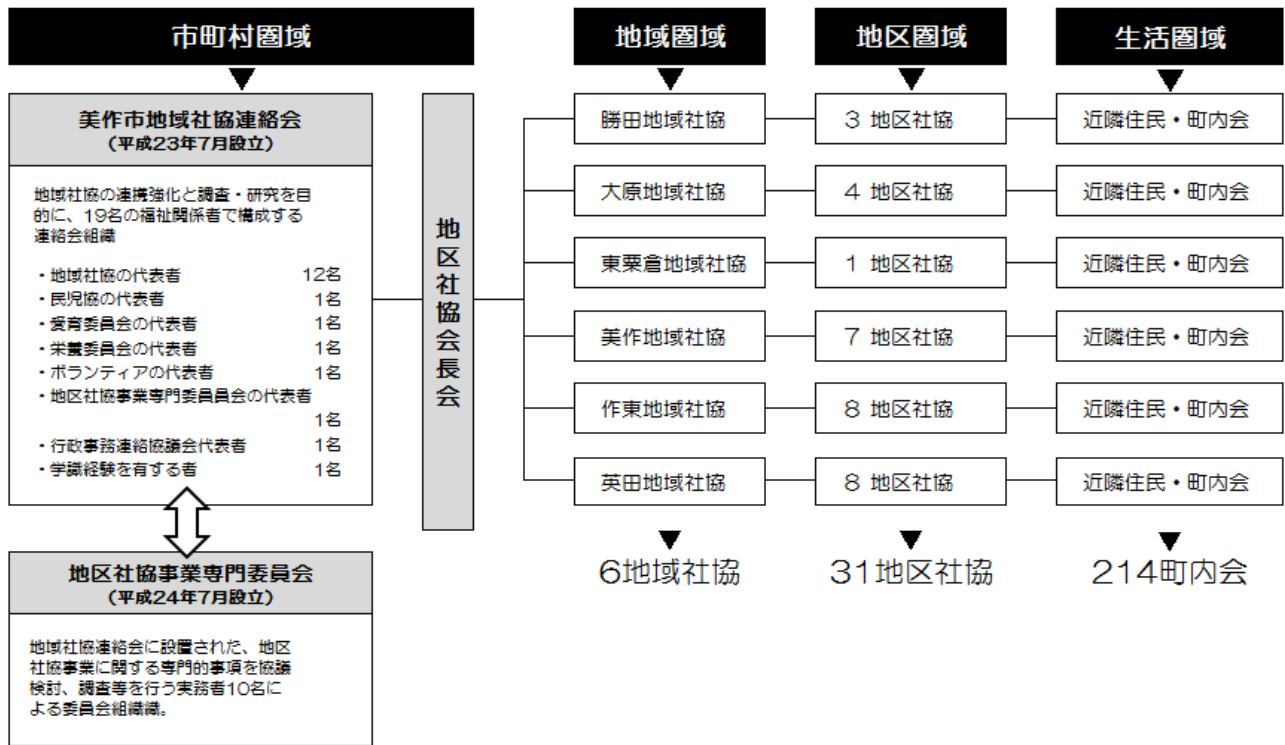 市町村圏域
地域圏域
地区圏域
生活圏域
美作市地域社協連絡会
(平成23年7月設立)
地域社協の連携強化と調査・研究を目
的に、19名の福祉関係者で構成する
連絡会組織
・地域社協の代表者 12名
・民児協の代表者 1名
・愛育委員会の代表者 1名
・栄養委員会の代表者 1名
・ボランティアの代表者 1名
・地区社協事業専門委員員会の代表者
1名
・行政事務連絡協議会代表者 1名
・学識経験を有する者 1名
地区社協事業専門委員会
(平成24年7月設立)
地域社協連絡会に設置された、地区
社協事業に関する専門的事項を協議
検討、調査等を行う実務者10名に
よる委員会組織織。
地区社協会長会
勝田地域社協
3 地区社協
近隣住民・町内会
大原地域社協
4 地区社協
近隣住民・町内会
東粟倉地域社協
1 地区社協
近隣住民・町内会
美作地域社協
7 地区社協
近隣住民・町内会
作東地域社協
8 地区社協
近隣住民・町内会
英田地域社協
8 地区社協
近隣住民・町内会
6地域社協
31地区社協
214町内会